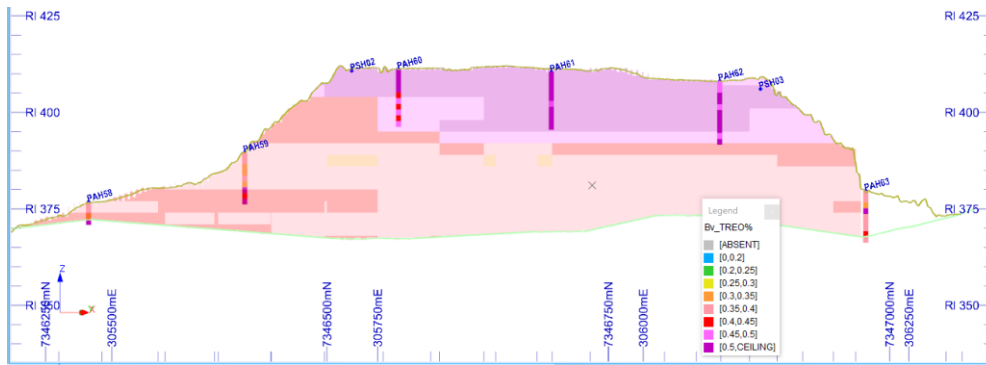 RI 425
RI 425
PSH02
PAH60
PAH61
PAH62
PSH03
RI 400
RI 400
PAH59
PAH58
PAH63
RI 375
RI 375
Legend
Bv_TREO%
[ABSENT]
[0,0.2]
[0.2,0.25]
[0.25,0.3]
[0.3,0.35]
[0.35,0.4]
[0.4,0.45]
[0.45,0.5]
[0.5,CEILING]
Z
X
RI 350
RI 350
7346250mN
305500mE
7346500mN
305750mE
7346750mN
306000mE
7347000mN
306250mE